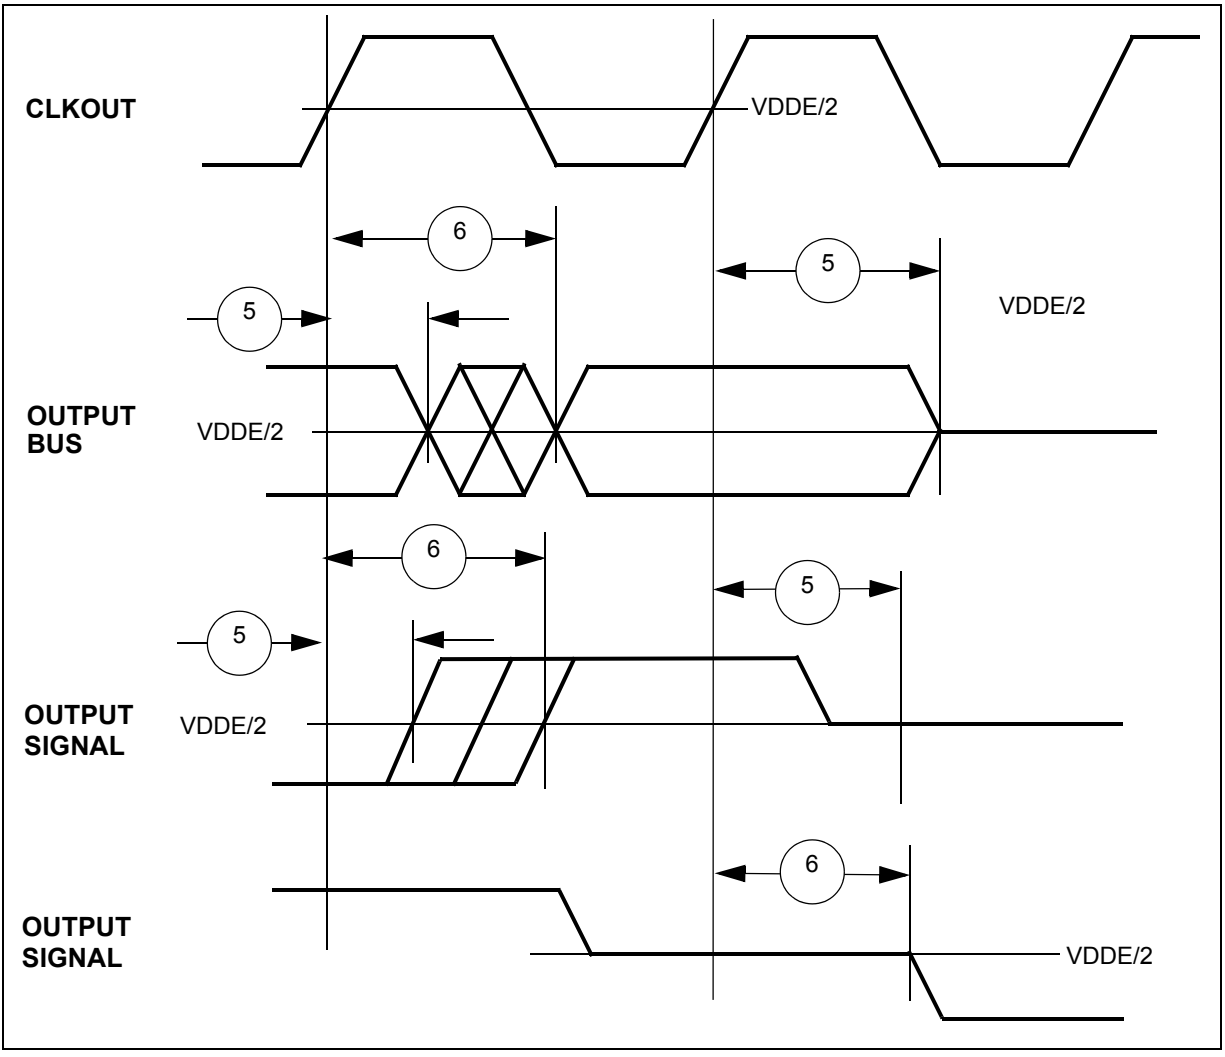 CLKOUT
VDDE/2
6
5
5
VDDE/2
OUTPUT
BUS
VDDE/2
6
5
5
OUTPUT
SIGNAL
VDDE/2
6
OUTPUT
SIGNAL
VDDE/2